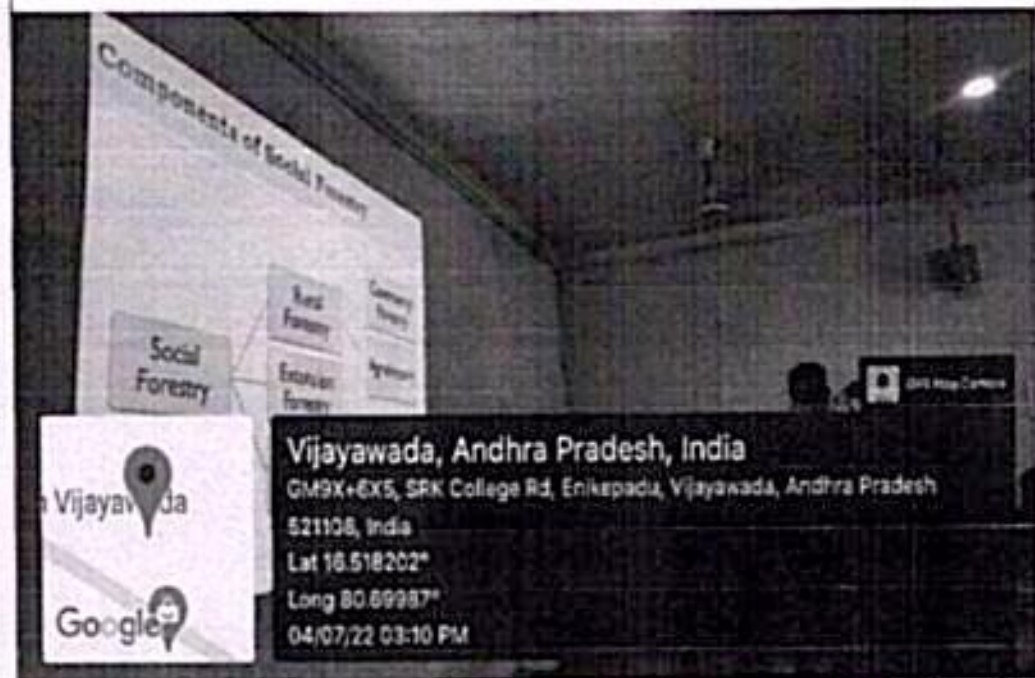 Components of Social Forestry
Social
Forestry
Rural
Forestry
Extension
Forestry
GPS Map Camera
Vijayawada
Google
Vijayawada, Andhra Pradesh, India
GM9X+6X5, SRK College Rd, Enikepadu, Vijayawada, Andhra Pradesh
521108, India
Lat 16.518202°
Long 80.69987°
04/07/22 03:10 PM